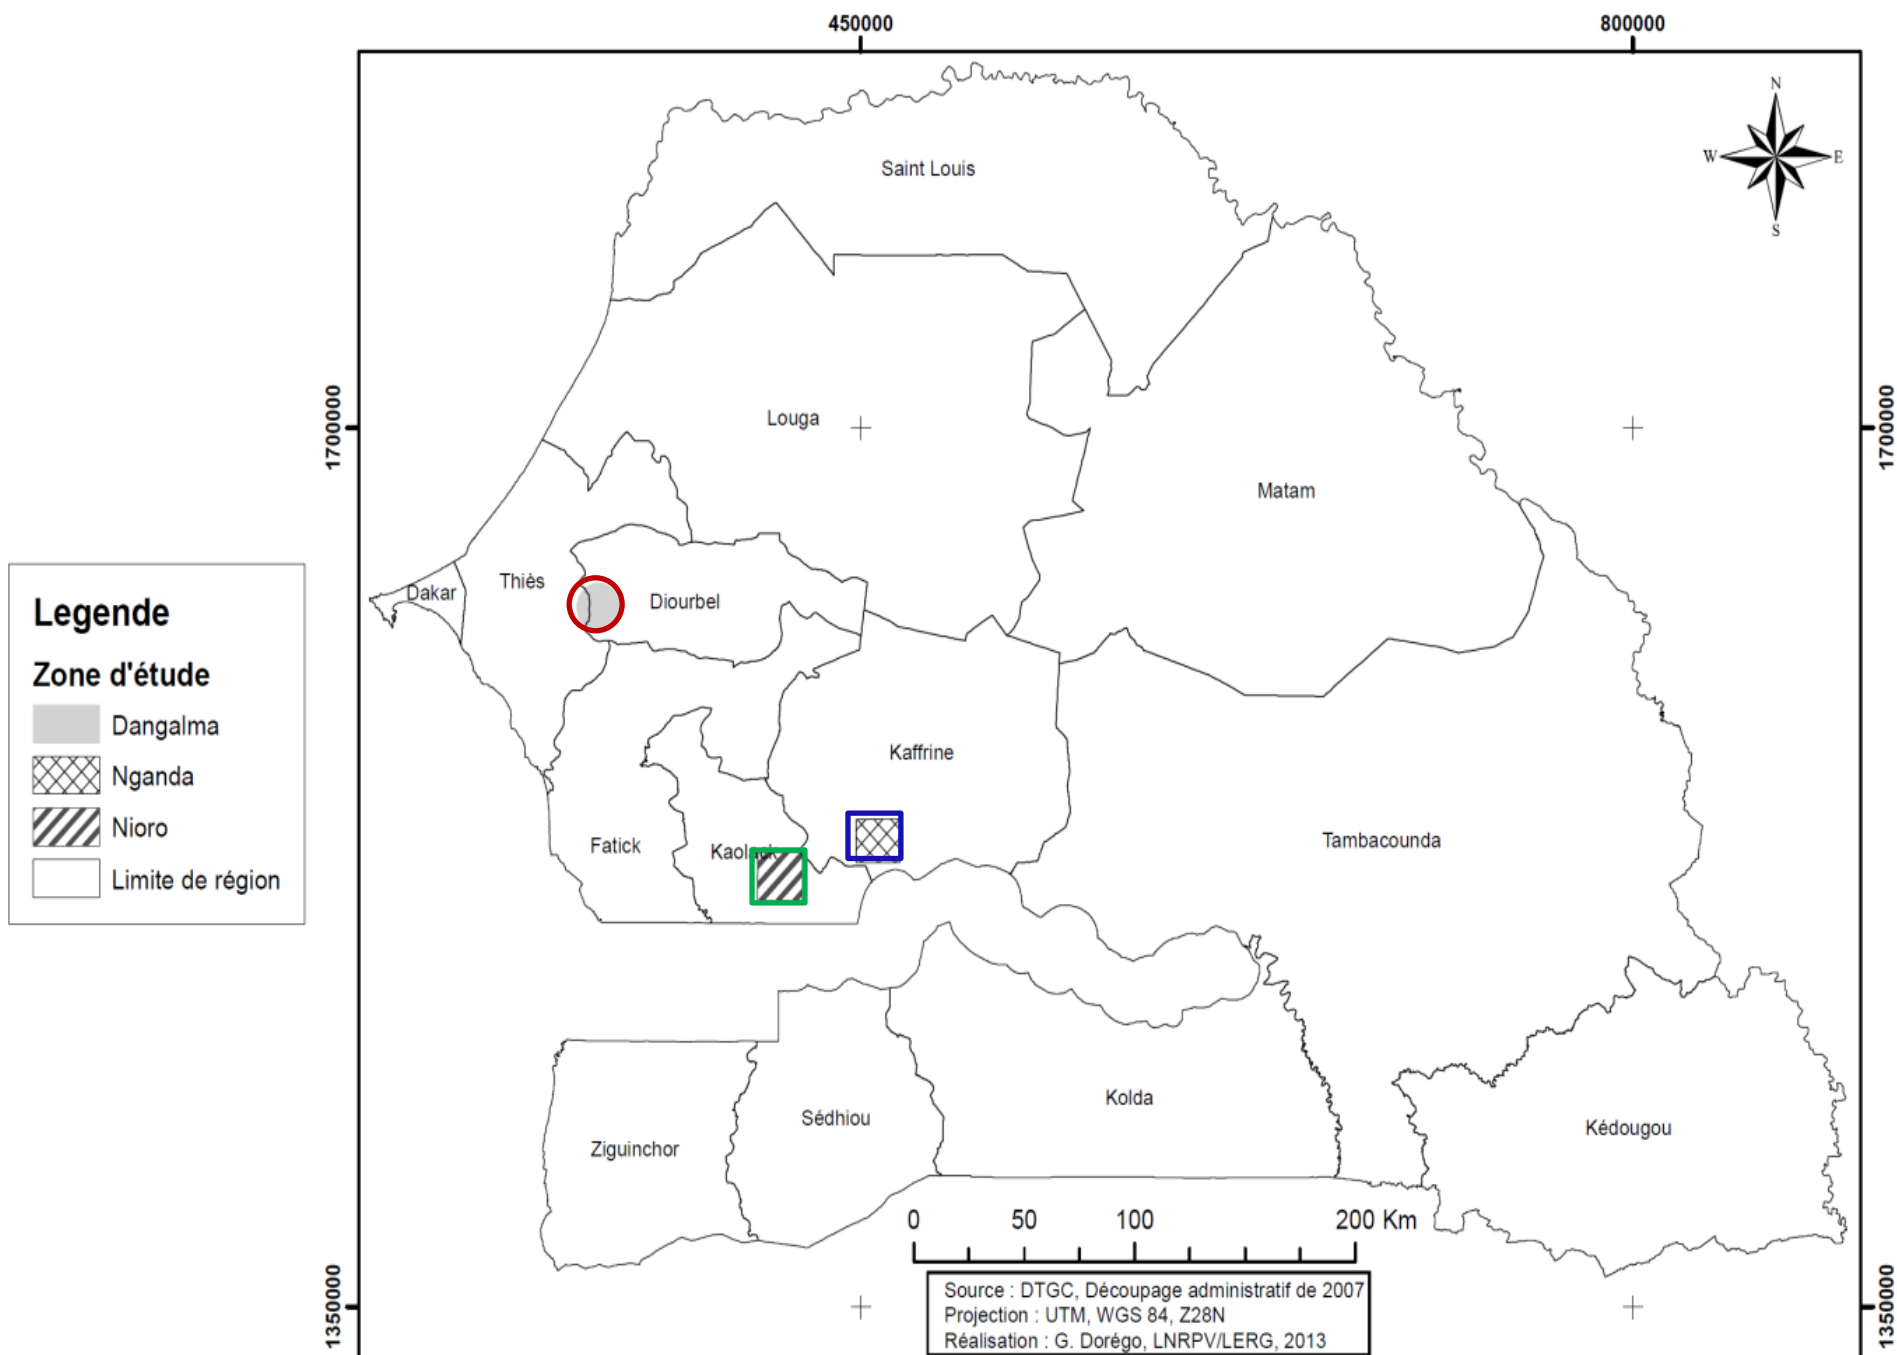 450000
800000
N
W
E
S
Saint Louis
1700000
1700000
Louga
Matam
Thiès
Dakar
Diourbel
Legende
Zone d'étude
Dangalma
Nganda
Nioro
Limite de région
Kaffrine
Fatick
Kaolack
Tambacounda
Kolda
Sédhiou
Ziguinchor
Kédougou
0
50
100
200 Km
1350000
1350000
Source : DTGC, Découpage administratif de 2007
Projection : UTM, WGS 84, Z28N
Réalisation : G. Dorégo, LNRPV/LERG, 2013